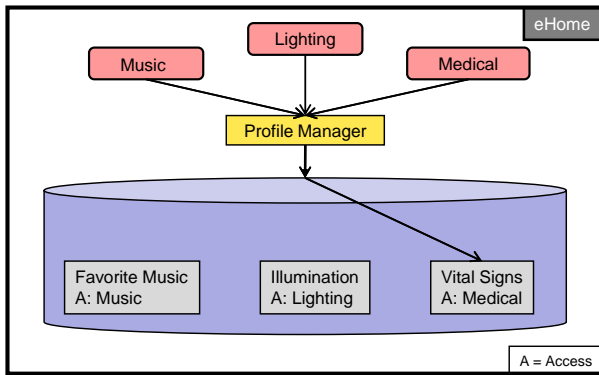 eHome
Lighting
Music
Medical
Profile Manager
Favorite Music
A: Music
Illumination
A: Lighting
Vital Signs
A: Medical
A = Access